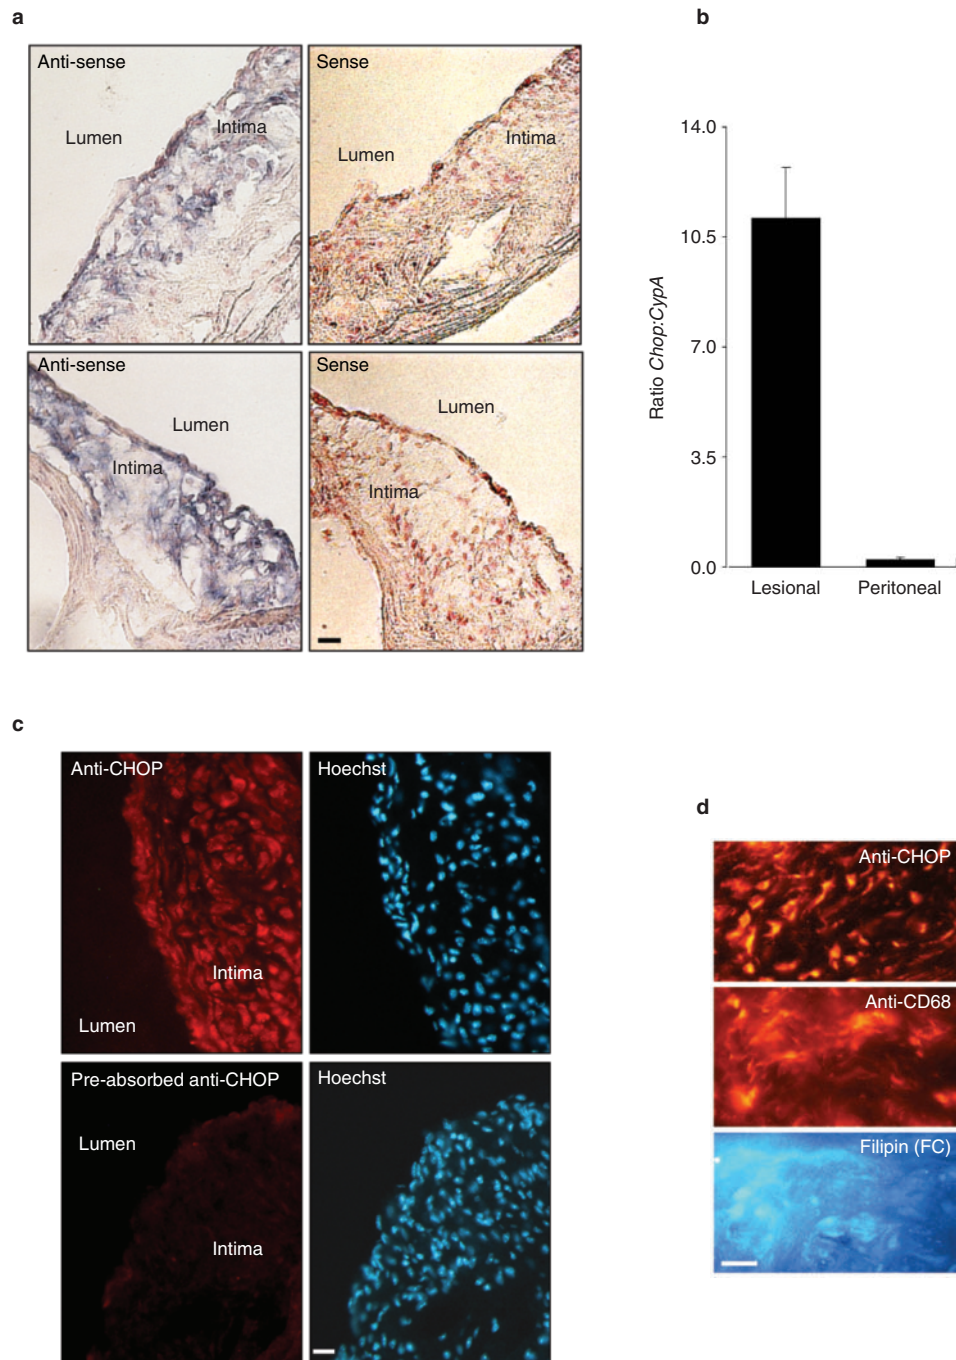 a
Anti-sense
Lumen
Intima
Sense
Lumen
Intima
Anti-sense
Lumen
Intima
Sense
Lumen
Intima
b
14.0
10.5
7.0
3.5
0.0
Ratio Chop:CypA
Lesional
Peritoneal
c
Anti-CHOP
Intima
Lumen
Hoechst
Pre-absorbed anti-CHOP
Lumen
Intima
Hoechst
d
Anti-CHOP
Anti-CD68
Filipin (FC)